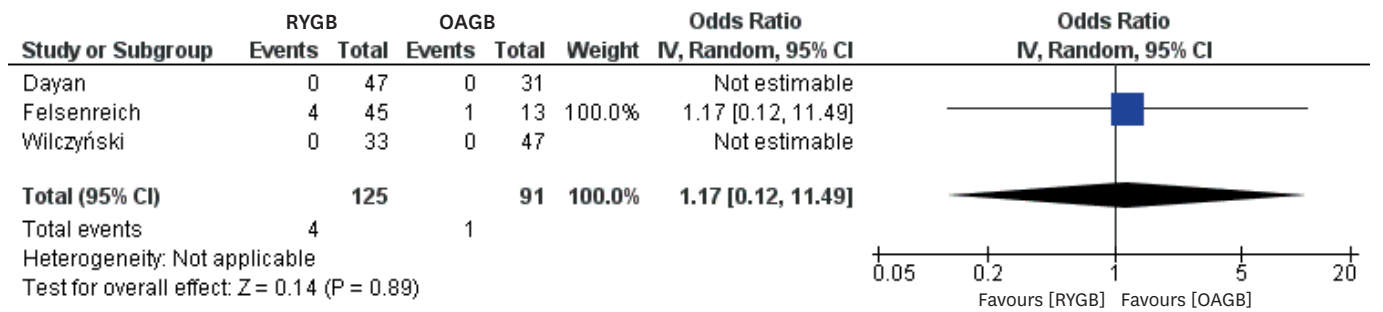 RYGB OAGB Odds Ratio Odds Ratio
Study or Subgroup Events Total Events Total Weight IV, Random, 95% CI IV, Random, 95% CI
Dayan 0 47 0 31 Not estimable
Felsenreich 4 45 1 13 100.0% 1.17 [0.12, 11.49]
Wilczyński 0 33 0 47 Not estimable
Total (95% CI) 125 91 100.0% 1.17 [0.12, 11.49]
Total events 4 1
Heterogeneity: Not applicable
Test for overall effect: Z = 0.14 (P = 0.89)
0.05 0.2 1 5 20
Favours [RYGB] Favours [OAGB]